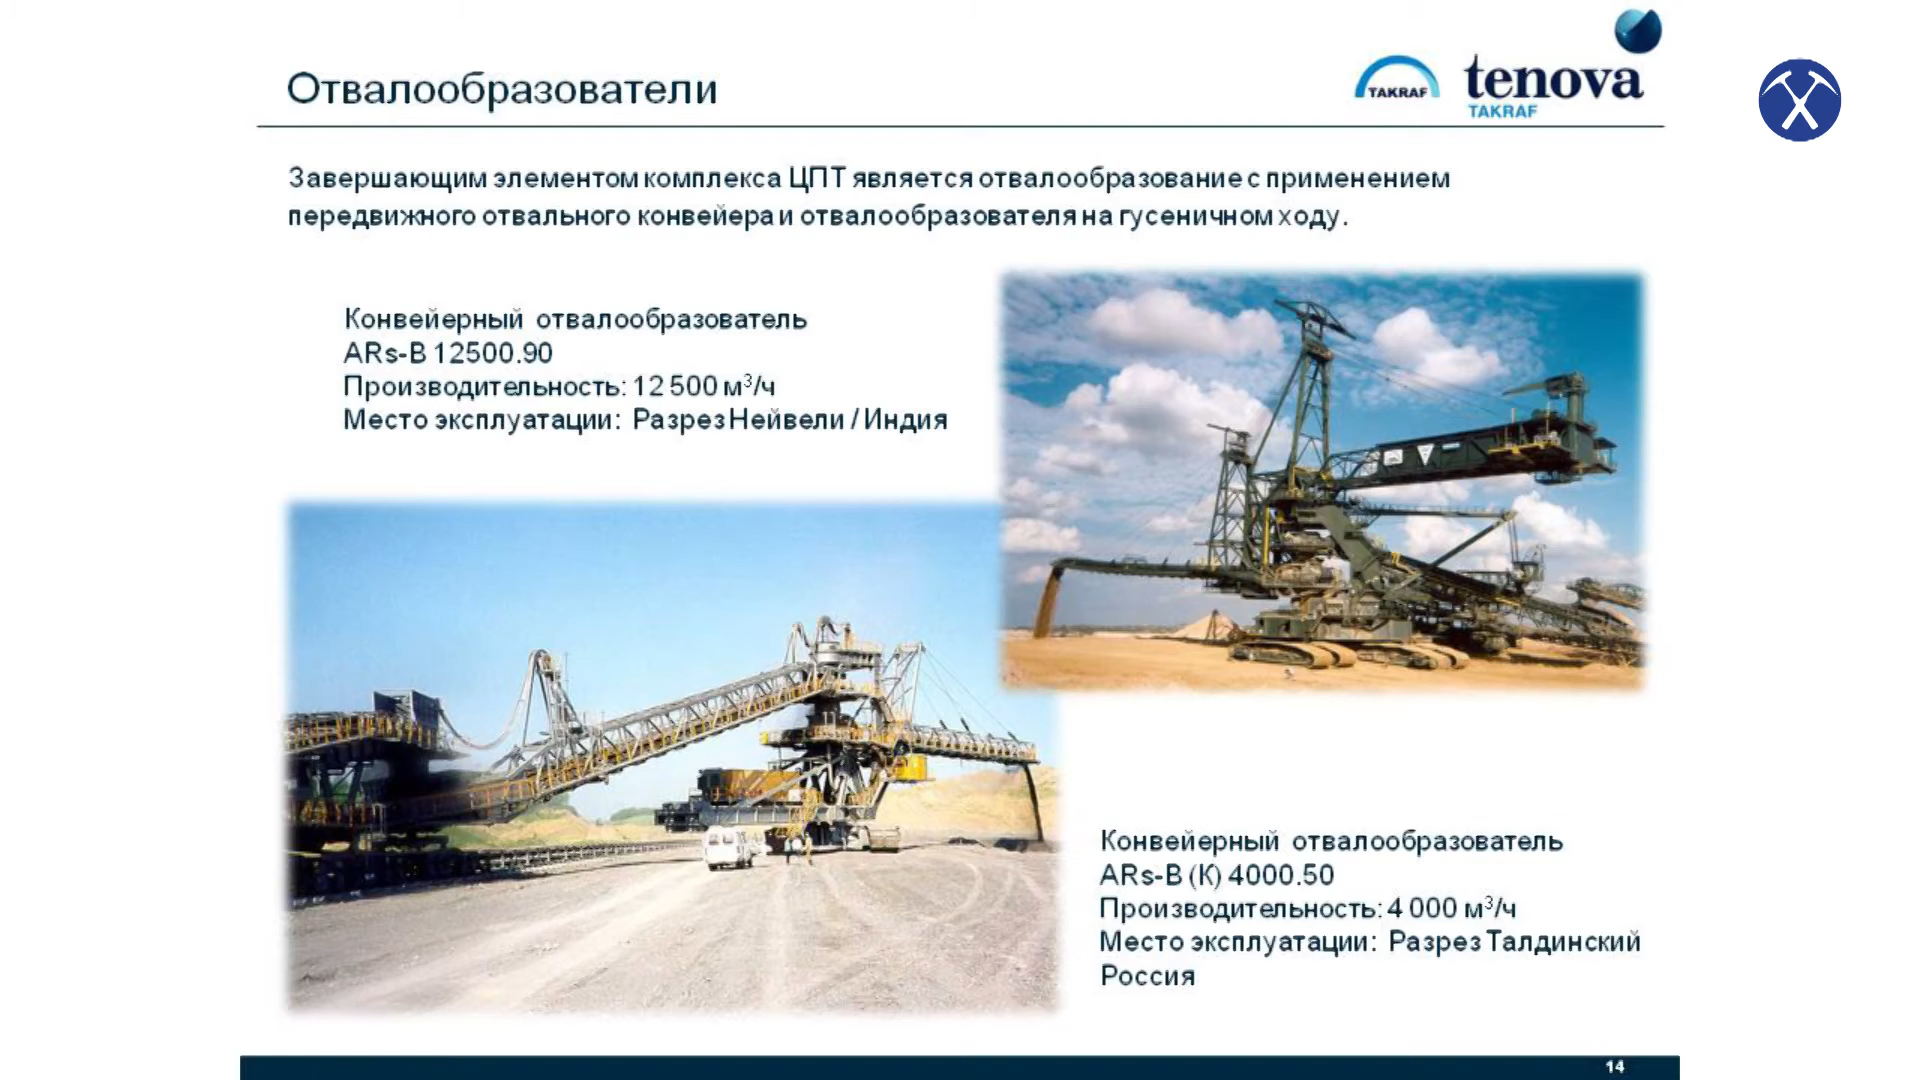 Отвалообразователи
TAKRAF
tenova
TAKRAF
Завершающим элементом комплекса ЦПТ является отвалообразование с применением
передвижного отвального конвейера и отвалообразователя на гусеничном ходу.
Конвейерный отвалообразователь
ARs-B 12500.90
Производительность: 12 500 м³/ч
Место эксплуатации: Разрез Нейвели / Индия
Конвейерный отвалообразователь
ARs-B (К) 4000.50
Производительность: 4 000 м³/ч
Место эксплуатации: Разрез Талдинский
Россия
14